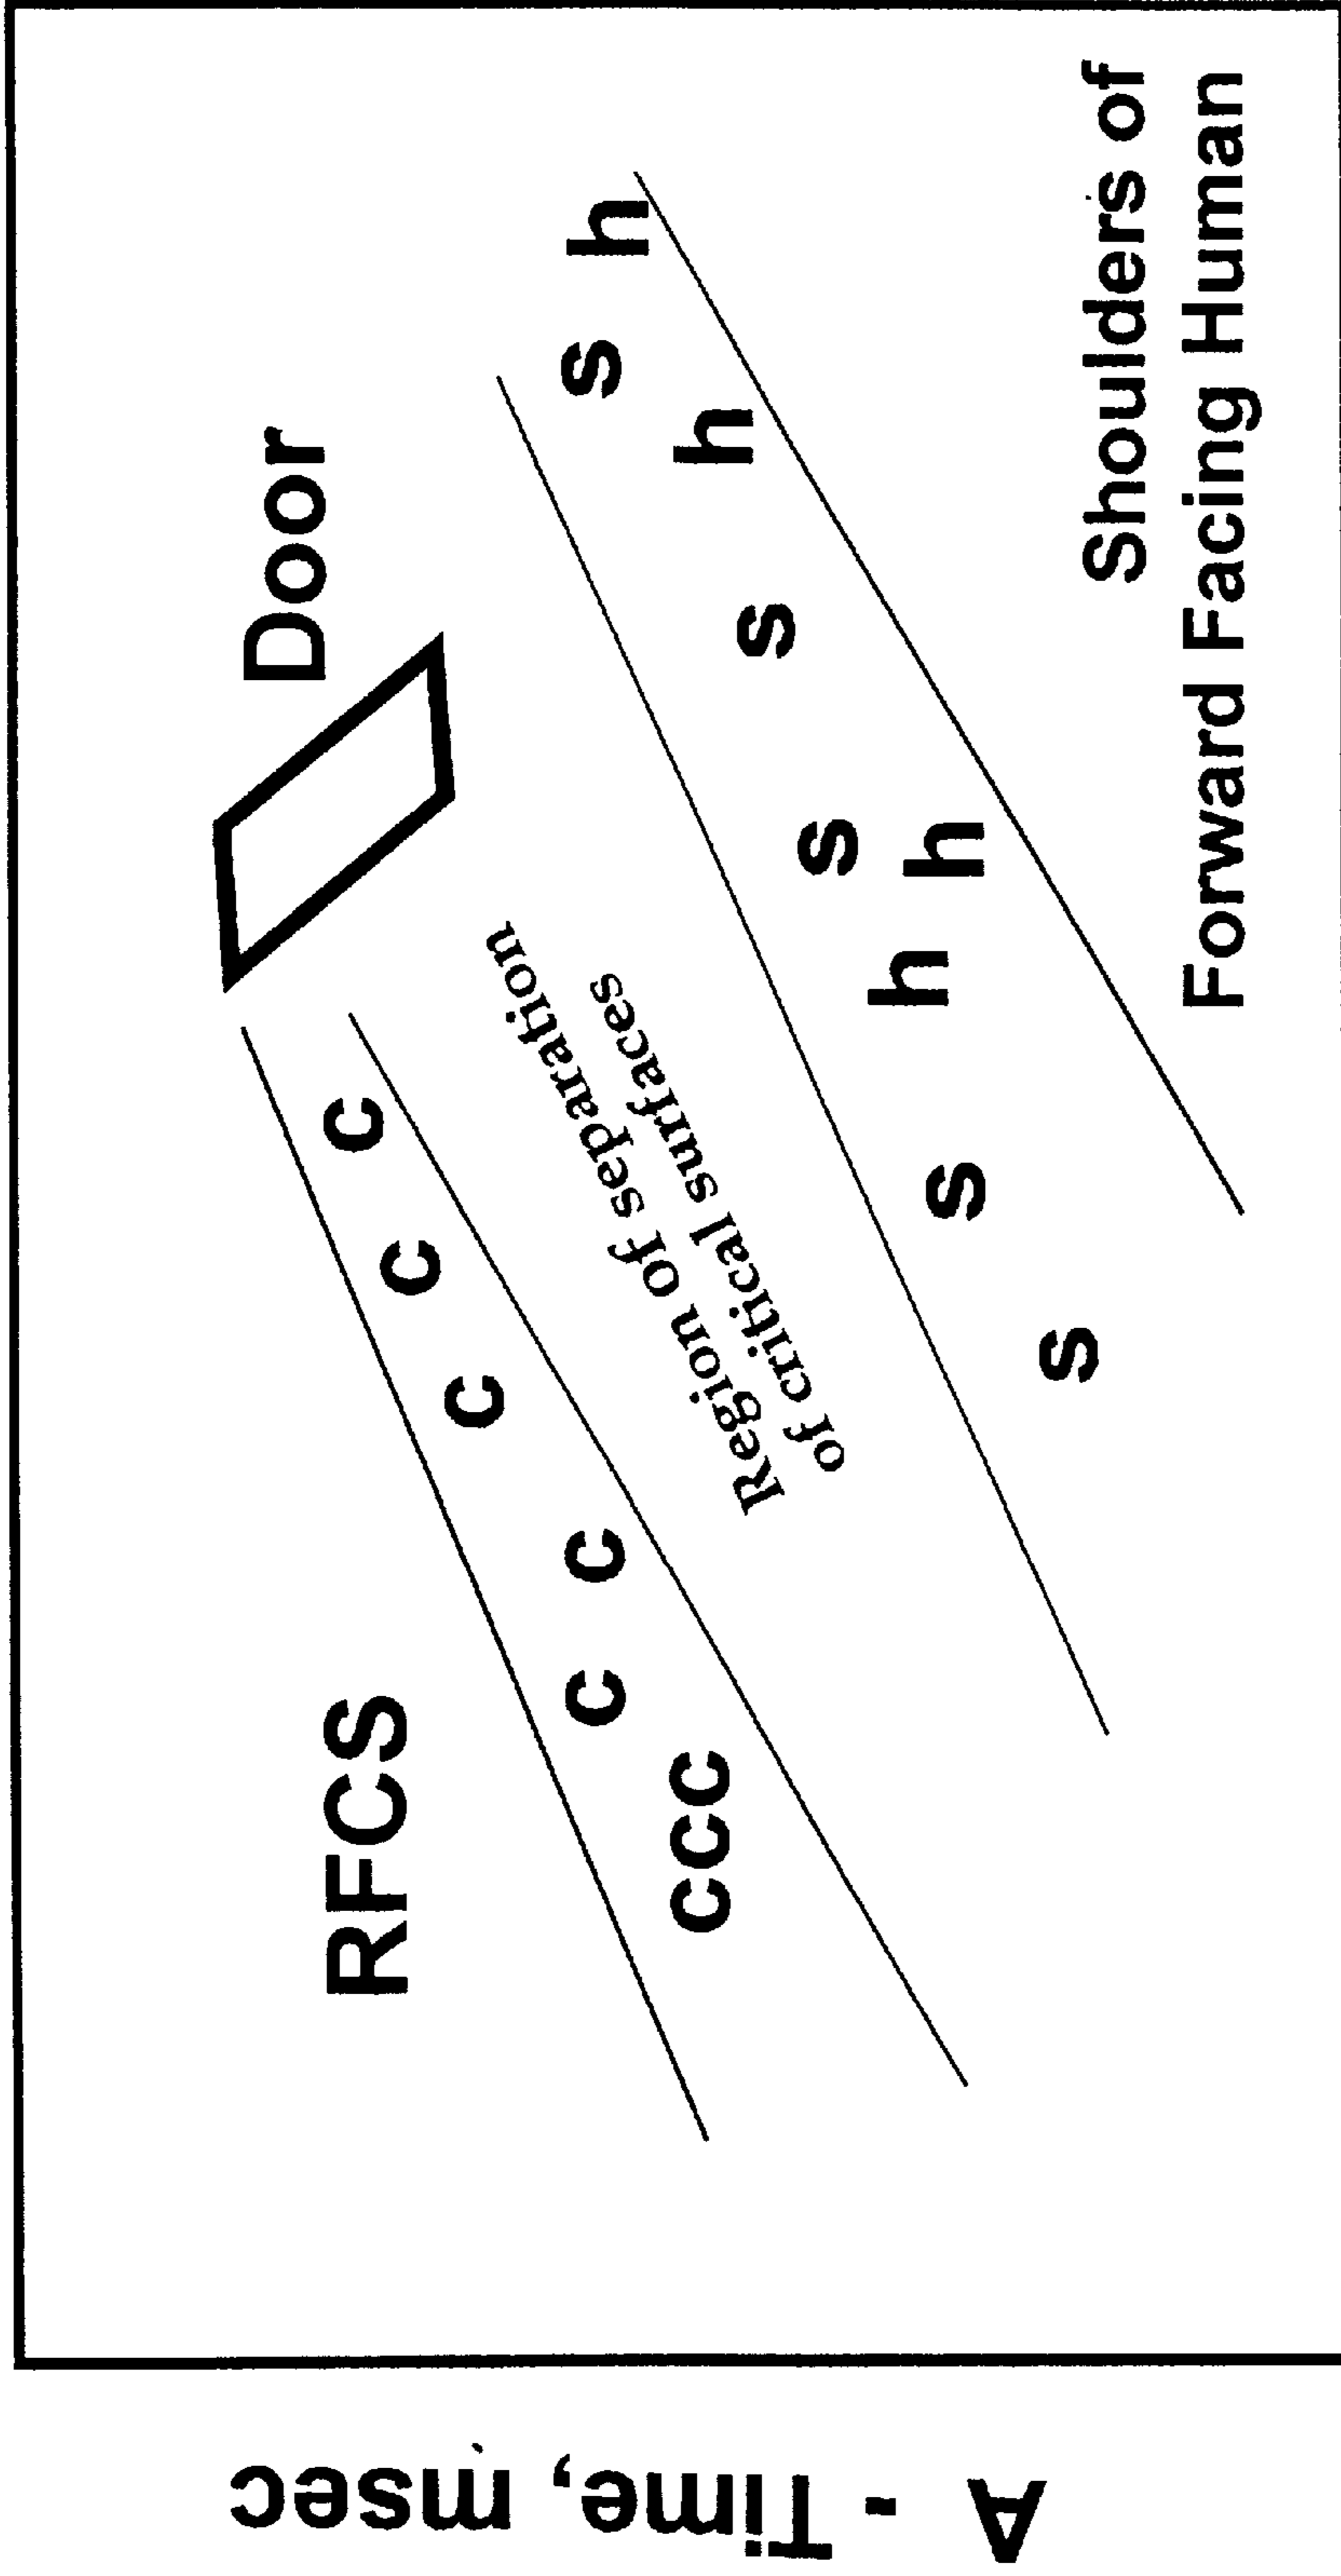 A - Time, msec
RFCS
Door
c
c
c
c c
ccc
Region of separation
of critical surfaces
s h
h
s
s
h h
s
s
Shoulders of
Forward Facing Human